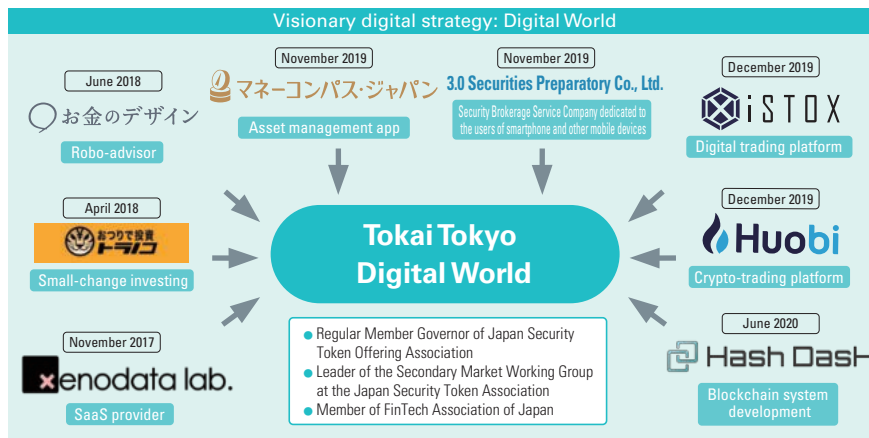 Visionary digital strategy: Digital World
June 2018
お金のデザイン
Robo-advisor
November 2019
マネーコンパス・ジャパン
Asset management app
November 2019
3.0 Securities Preparatory Co., Ltd.
Security Brokerage Service Company dedicated to
the users of smartphone and other mobile devices
December 2019
iSTOX
Digital trading platform
April 2018
おつりで投資
トラノコ
Small-change investing
Tokai Tokyo
Digital World
December 2019
Huobi
Crypto-trading platform
November 2017
xenodata lab.
SaaS provider
Regular Member Governor of Japan Security
Token Offering Association
Leader of the Secondary Market Working Group
at the Japan Security Token Association
Member of FinTech Association of Japan
June 2020
Hash Dash
Blockchain system
development